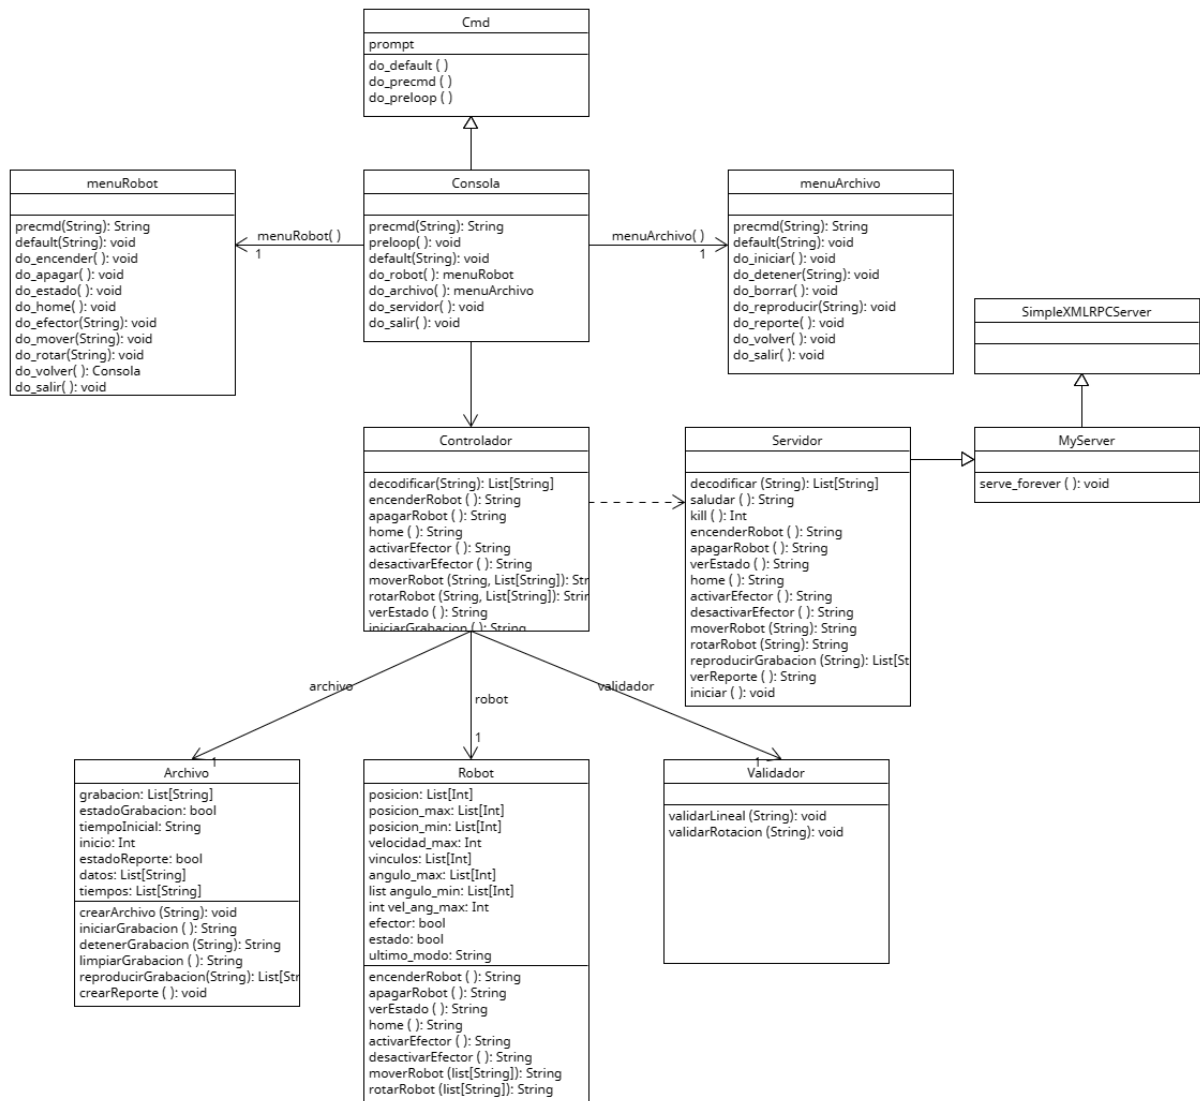 Cmd
prompt
do_default ( )
do_precmd ( )
do_preloop ( )
menuRobot
precmd(String): String
default(String): void
do_encender( ): void
do_apagar( ): void
do_estado( ): void
do_home( ): void
do_efector(String): void
do_mover(String): void
do_rotar(String): void
do_volver( ): Consola
do_salir( ): void
menuRobot( )
1
Consola
precmd(String): String
preloop( ): void
default(String): void
do_robot( ): menuRobot
do_archivo( ): menuArchivo
do_servidor( ): void
do_salir( ): void
menuArchivo( )
1
menuArchivo
precmd(String): String
default(String): void
do_iniciar( ): void
do_detener(String): void
do_borrar( ): void
do_reproducir(String): void
do_reporte( ): void
do_volver( ): void
do_salir( ): void
SimpleXMLRPCServer
Controlador
decodificar(String): List[String]
encenderRobot ( ): String
apagarRobot ( ): String
home ( ): String
activarEfector ( ): String
desactivarEfector ( ): String
moverRobot (String, List[String]): Str
rotarRobot (String, List[String]): Strin
verEstado ( ): String
iniciarGrabacion ( ): String
Servidor
decodificar (String): List[String]
saludar ( ): String
kill ( ): Int
encenderRobot ( ): String
apagarRobot ( ): String
verEstado ( ): String
home ( ): String
activarEfector ( ): String
desactivarEfector ( ): String
moverRobot (String): String
rotarRobot (String): String
reproducirGrabacion (String): List[St
verReporte ( ): String
iniciar ( ): void
MyServer
serve_forever ( ): void
archivo
1
robot
1
validador
1
Archivo
grabacion: List[String]
estadoGrabacion: bool
tiempoInicial: String
inicio: Int
estadoReporte: bool
datos: List[String]
tiempos: List[String]
crearArchivo (String): void
iniciarGrabacion ( ): String
detenerGrabacion (String): String
limpiarGrabacion ( ): String
reproducirGrabacion(String): List[Str
crearReporte ( ): void
Robot
posicion: List[Int]
posicion_max: List[Int]
posicion_min: List[Int]
velocidad_max: Int
vinculos: List[Int]
angulo_max: List[Int]
list angulo_min: List[Int]
int vel_ang_max: Int
efector: bool
estado: bool
ultimo_modo: String
encenderRobot ( ): String
apagarRobot ( ): String
verEstado ( ): String
home ( ): String
activarEfector ( ): String
desactivarEfector ( ): String
moverRobot (list[String]): String
rotarRobot (list[String]): String
Validador
validarLineal (String): void
validarRotacion (String): void